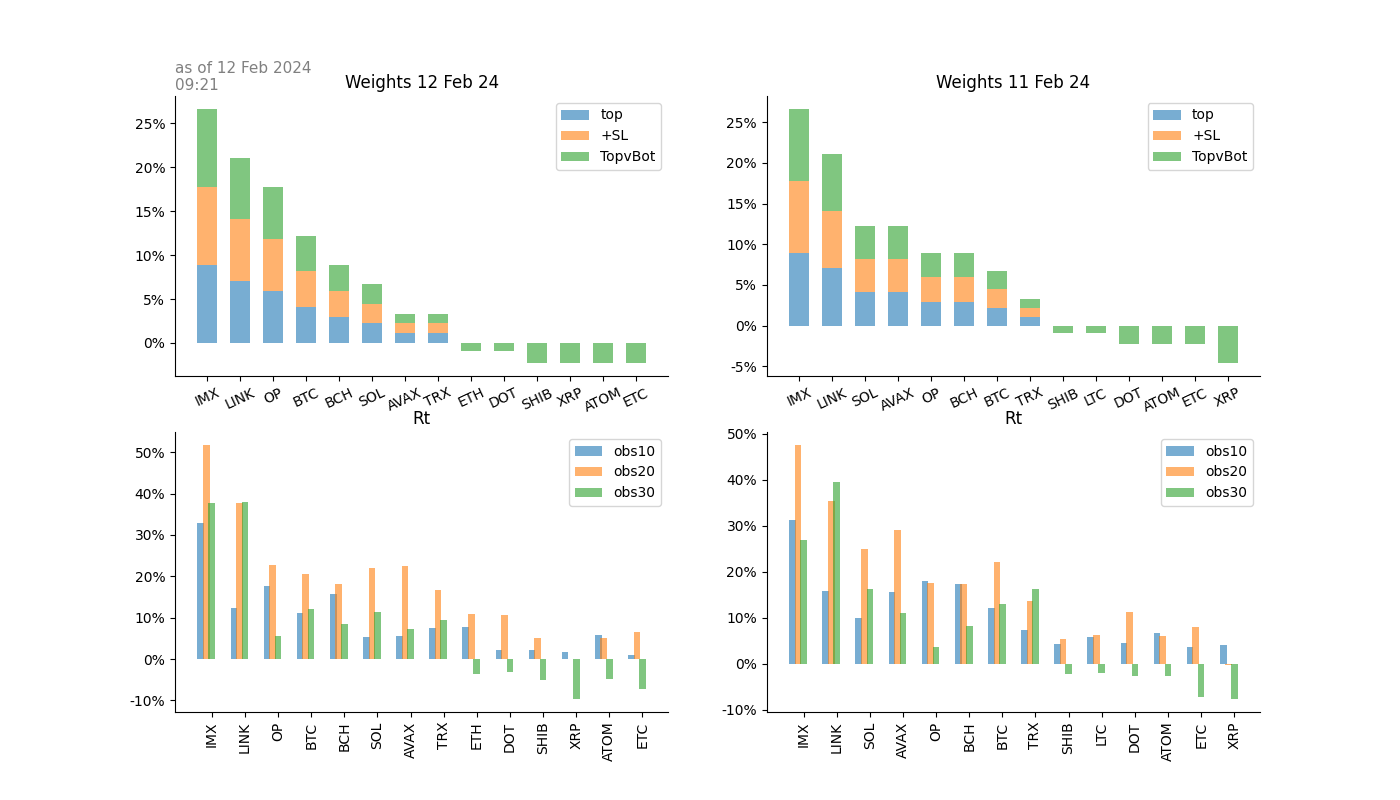 as of 12 Feb 2024
09:21
Weights 12 Feb 24
25%
20%
15%
10%
5%
0%
top
+SL
TopvBot
IMX LINK OP BTC BCH SOL AVAX TRX ETH DOT SHIB XRP ATOM ETC
Weights 11 Feb 24
25%
20%
15%
10%
5%
0%
-5%
top
+SL
TopvBot
IMX LINK SOL AVAX OP BCH BTC TRX SHIB LTC DOT ATOM ETC XRP
Rt
50%
40%
30%
20%
10%
0%
-10%
obs10
obs20
obs30
IMX LINK OP BTC BCH SOL AVAX TRX ETH DOT SHIB XRP ATOM ETC
Rt
50%
40%
30%
20%
10%
0%
-10%
obs10
obs20
obs30
IMX LINK SOL AVAX OP BCH BTC TRX SHIB LTC DOT ATOM ETC XRP